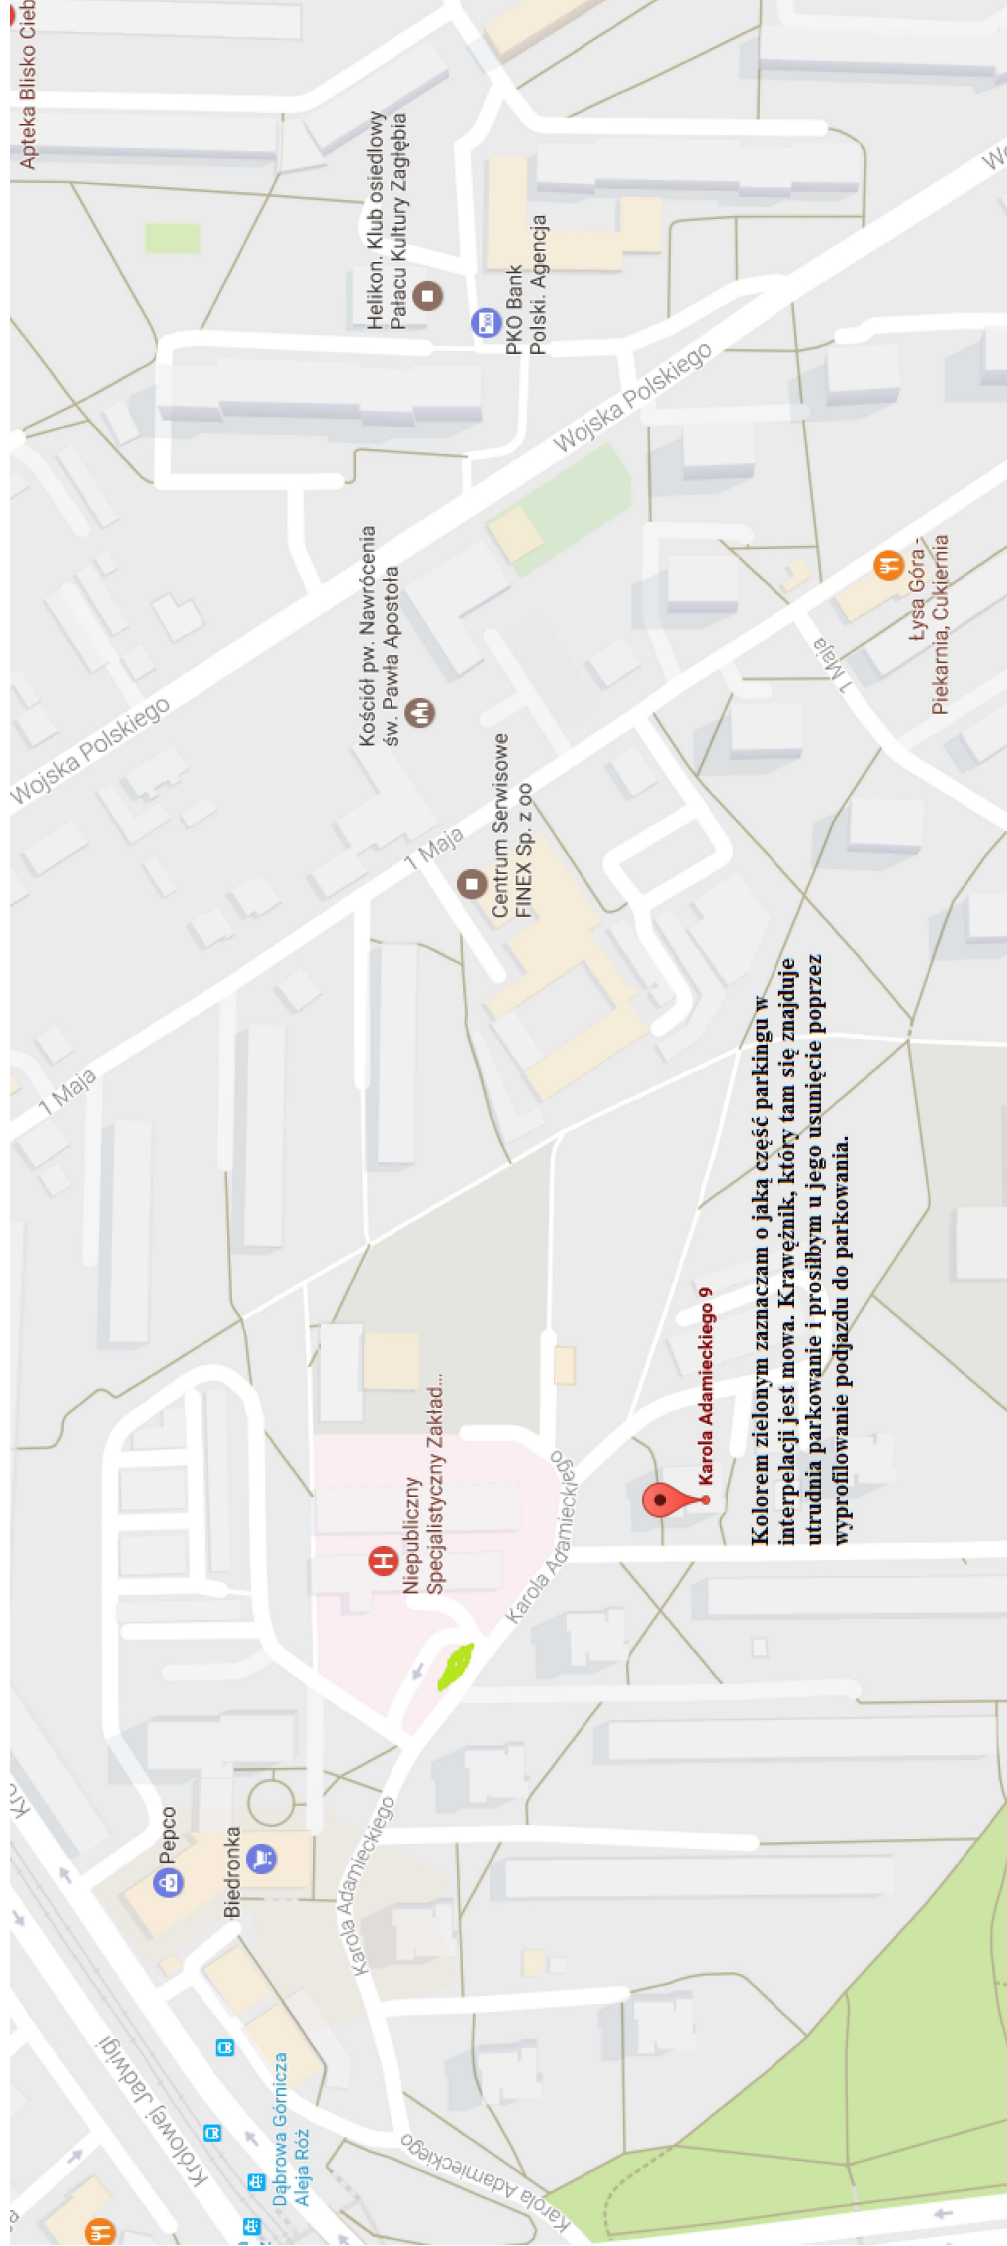 Apteka Blisko Cieb
Wojska Polskiego
1 Maja
Królowej Jadwigi
Pepco
Biedronka
Dąbrowa Górnicza
Aleja Róż
Helikon. Klub osiedlowy
Pałacu Kultury Zagłębia
Kościół pw. Nawrócenia
św. Pawła Apostoła
Karola Adamieckiego
Niepubliczny
Specjalistyczny Zakład...
1 Maja
Centrum Serwisowe
FINEX Sp. z oo
PKO Bank
Polski. Agencja
Karola Adamieckiego
Karola Adamieckiego
Wojska Polskiego
Karola Adamieckiego 9
Kolorem zielonym zaznaczam o jaką część parkingu w
interpelacji jest mowa. Krawężnik, który tam się znajduje
utrudnia parkowanie i prosiłbym u jego usunięcie poprzez
wyprofilowanie podjazdu do parkowania.
1 Maja
Łysa Góra -
Piekarnia, Cukiernia
Wo